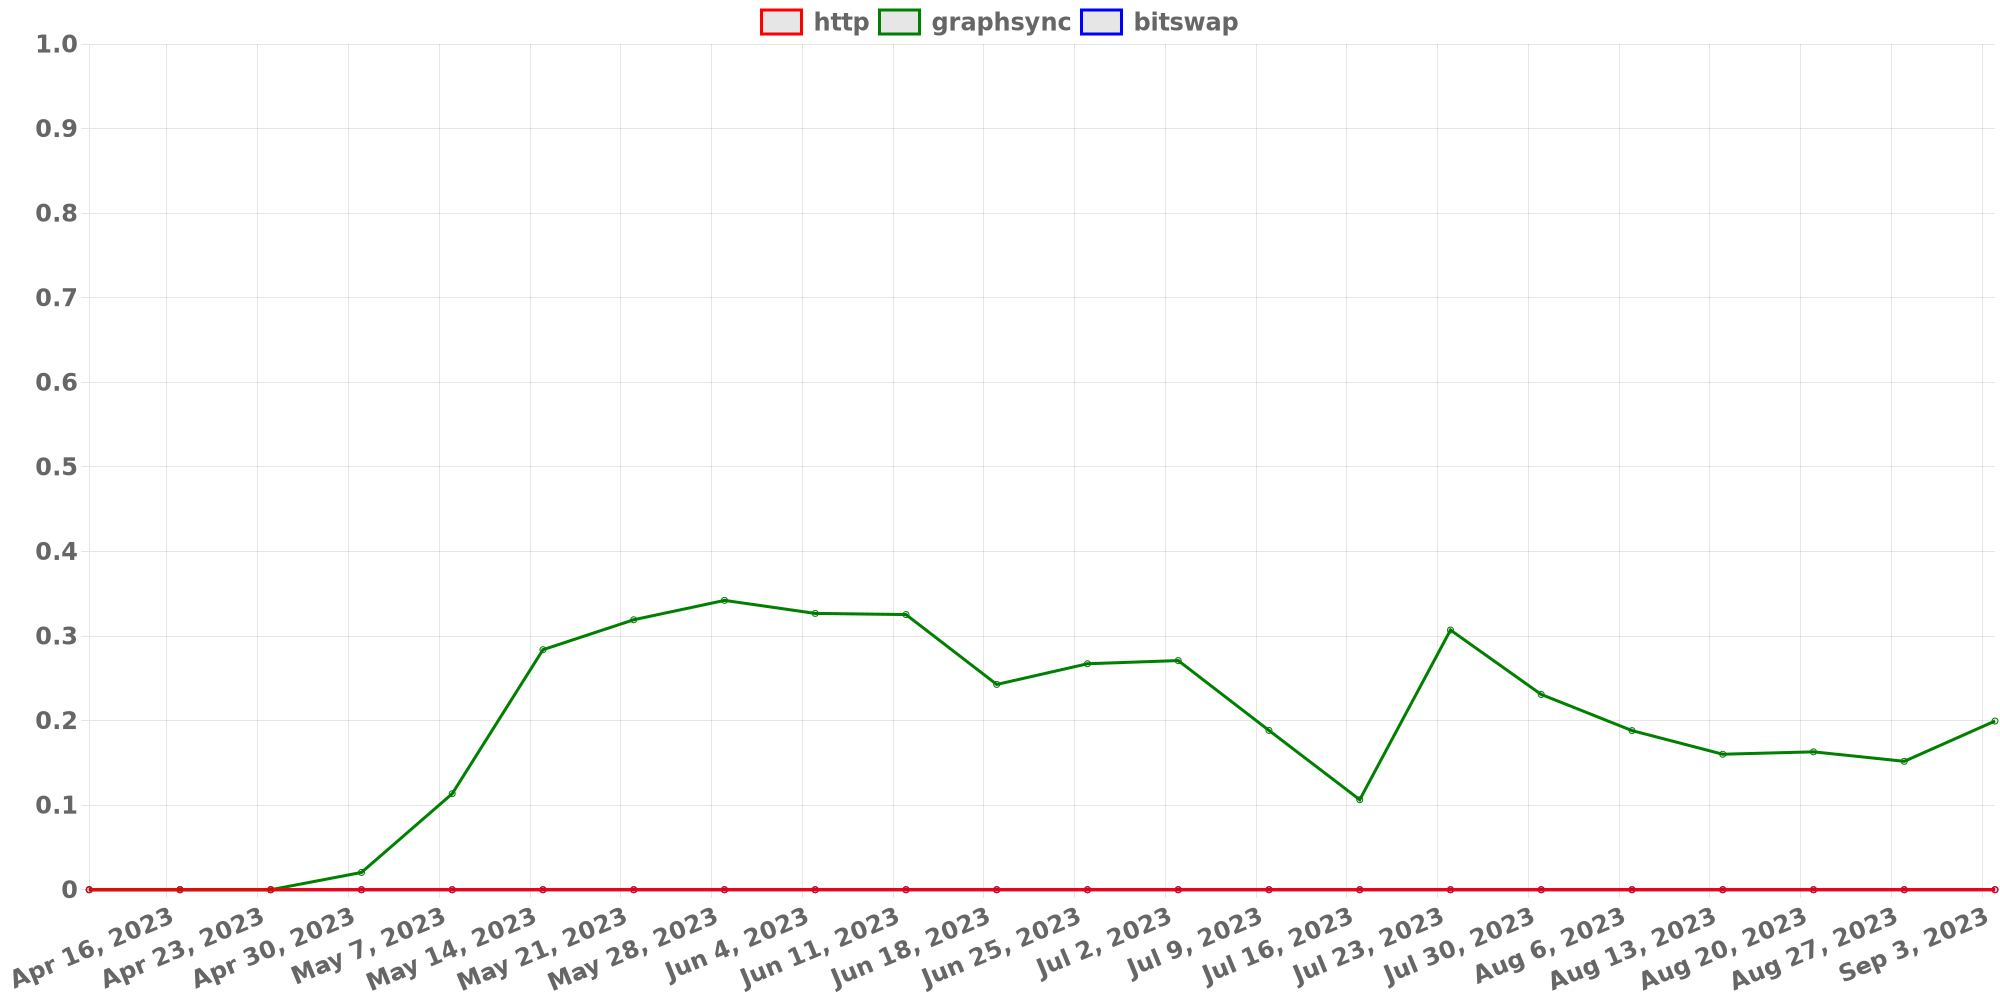 http graphsync bitswap
1.0
0.9
0.8
0.7
0.6
0.5
0.4
0.3
0.2
0.1
0
Apr 16, 2023
Apr 23, 2023
Apr 30, 2023
May 7, 2023
May 14, 2023
May 21, 2023
May 28, 2023
Jun 4, 2023
Jun 11, 2023
Jun 18, 2023
Jun 25, 2023
Jul 2, 2023
Jul 9, 2023
Jul 16, 2023
Jul 23, 2023
Jul 30, 2023
Aug 6, 2023
Aug 13, 2023
Aug 20, 2023
Aug 27, 2023
Sep 3, 2023